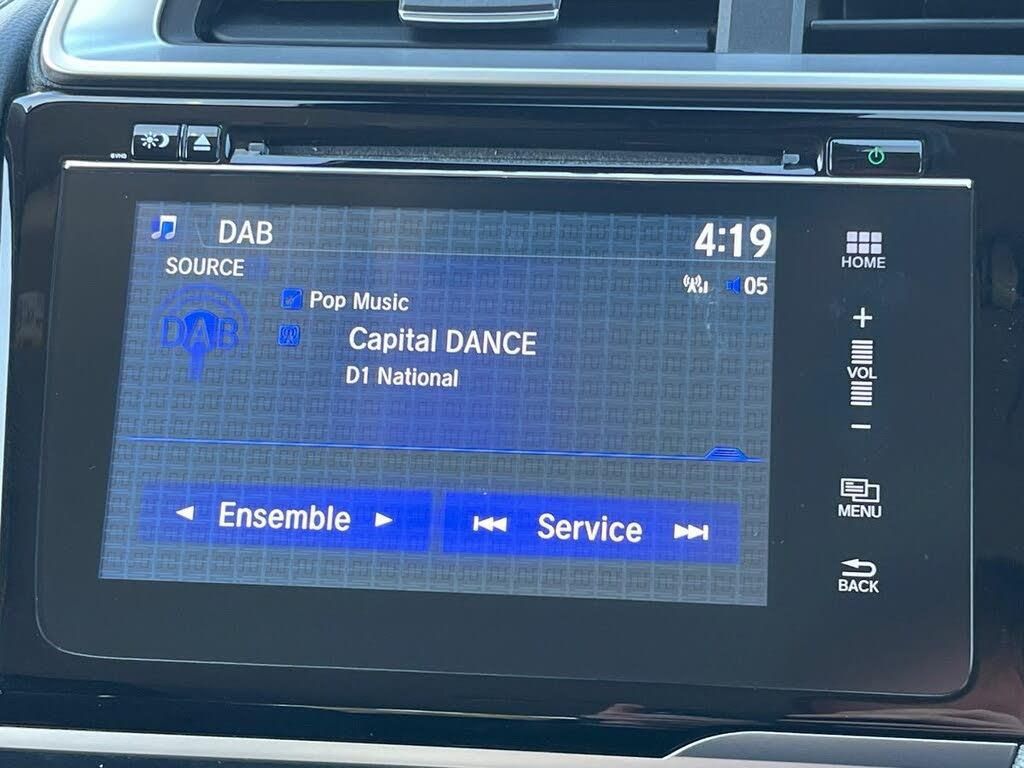 DAB
4:19
SOURCE
05
DAB
Pop Music
Capital DANCE
D1 National
Ensemble
Service
HOME
+
VOL
−
MENU
BACK